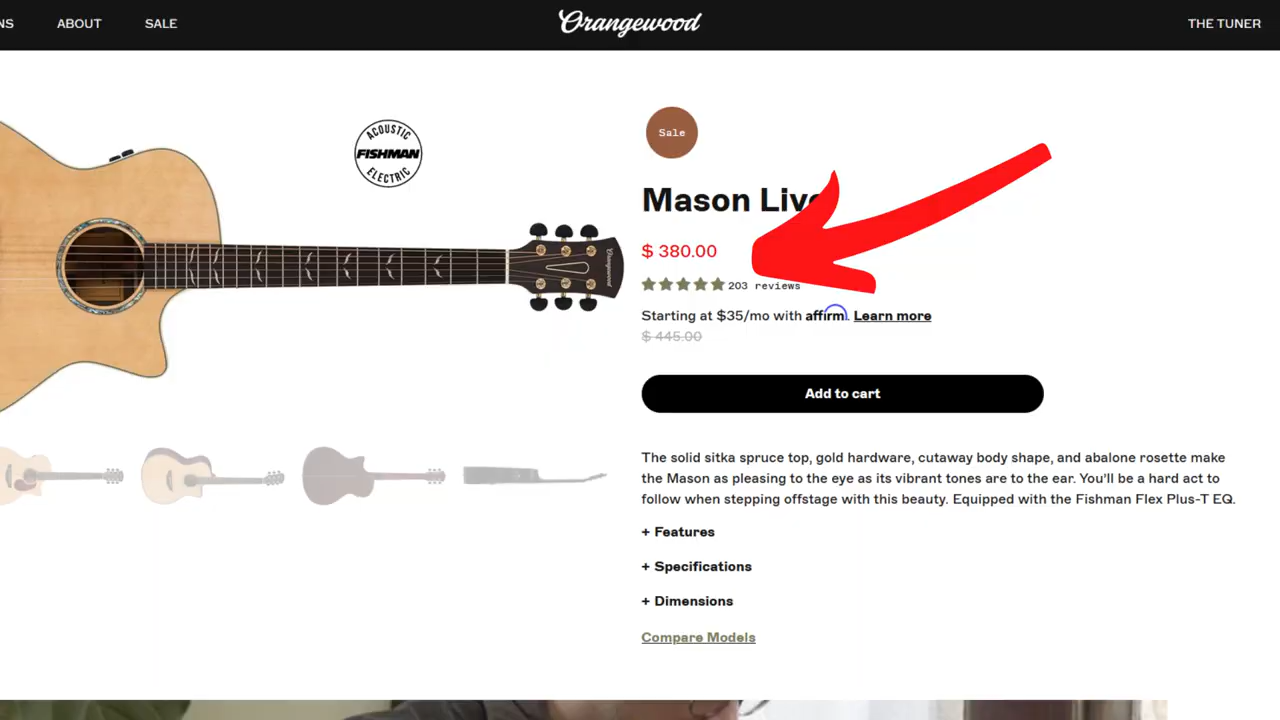 NS
ABOUT
SALE
Orangewood
THE TUNER
ACOUSTIC
FISHMAN
ELECTRIC
Sale
Mason Live
$ 380.00
203 reviews
Starting at $35/mo with affirm. Learn more
$ 445.00
Add to cart
The solid sitka spruce top, gold hardware, cutaway body shape, and abalone rosette make
the Mason as pleasing to the eye as its vibrant tones are to the ear. You'll be a hard act to
follow when stepping offstage with this beauty. Equipped with the Fishman Flex Plus-T EQ.
+ Features
+ Specifications
+ Dimensions
Compare Models
Orangewood